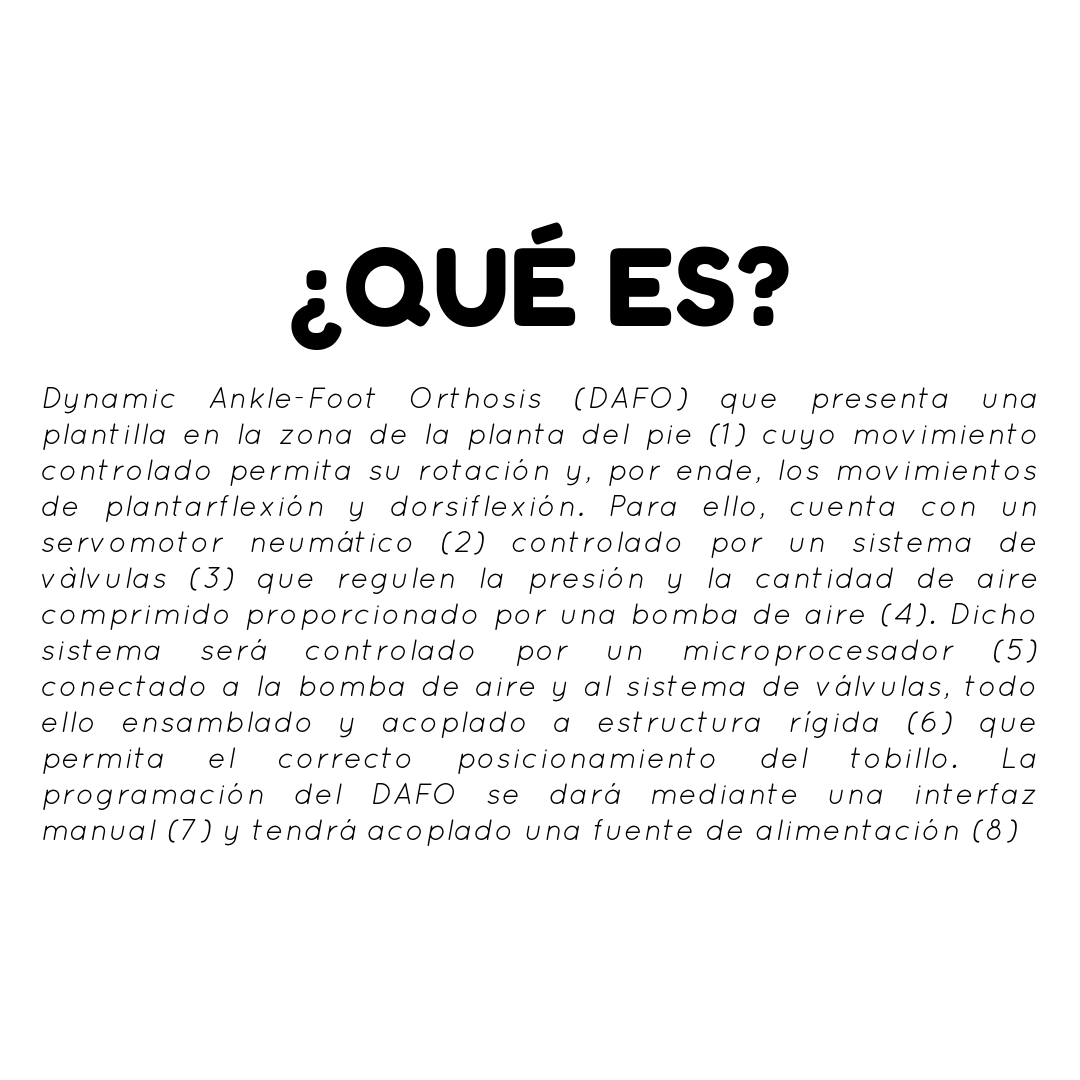 ¿QUÉ ES?
Dynamic Ankle-Foot Orthosis (DAFO) que presenta una
plantilla en la zona de la planta del pie (1) cuyo movimiento
controlado permita su rotación y, por ende, los movimientos
de plantarflexión y dorsiflexión. Para ello, cuenta con un
servomotor neumático (2) controlado por un sistema de
vàlvulas (3) que regulen la presión y la cantidad de aire
comprimido proporcionado por una bomba de aire (4). Dicho
sistema será controlado por un microprocesador (5)
conectado a la bomba de aire y al sistema de válvulas, todo
ello ensamblado y acoplado a estructura rígida (6) que
permita el correcto posicionamiento del tobillo. La
programación del DAFO se dará mediante una interfaz
manual (7) y tendrá acoplado una fuente de alimentación (8)